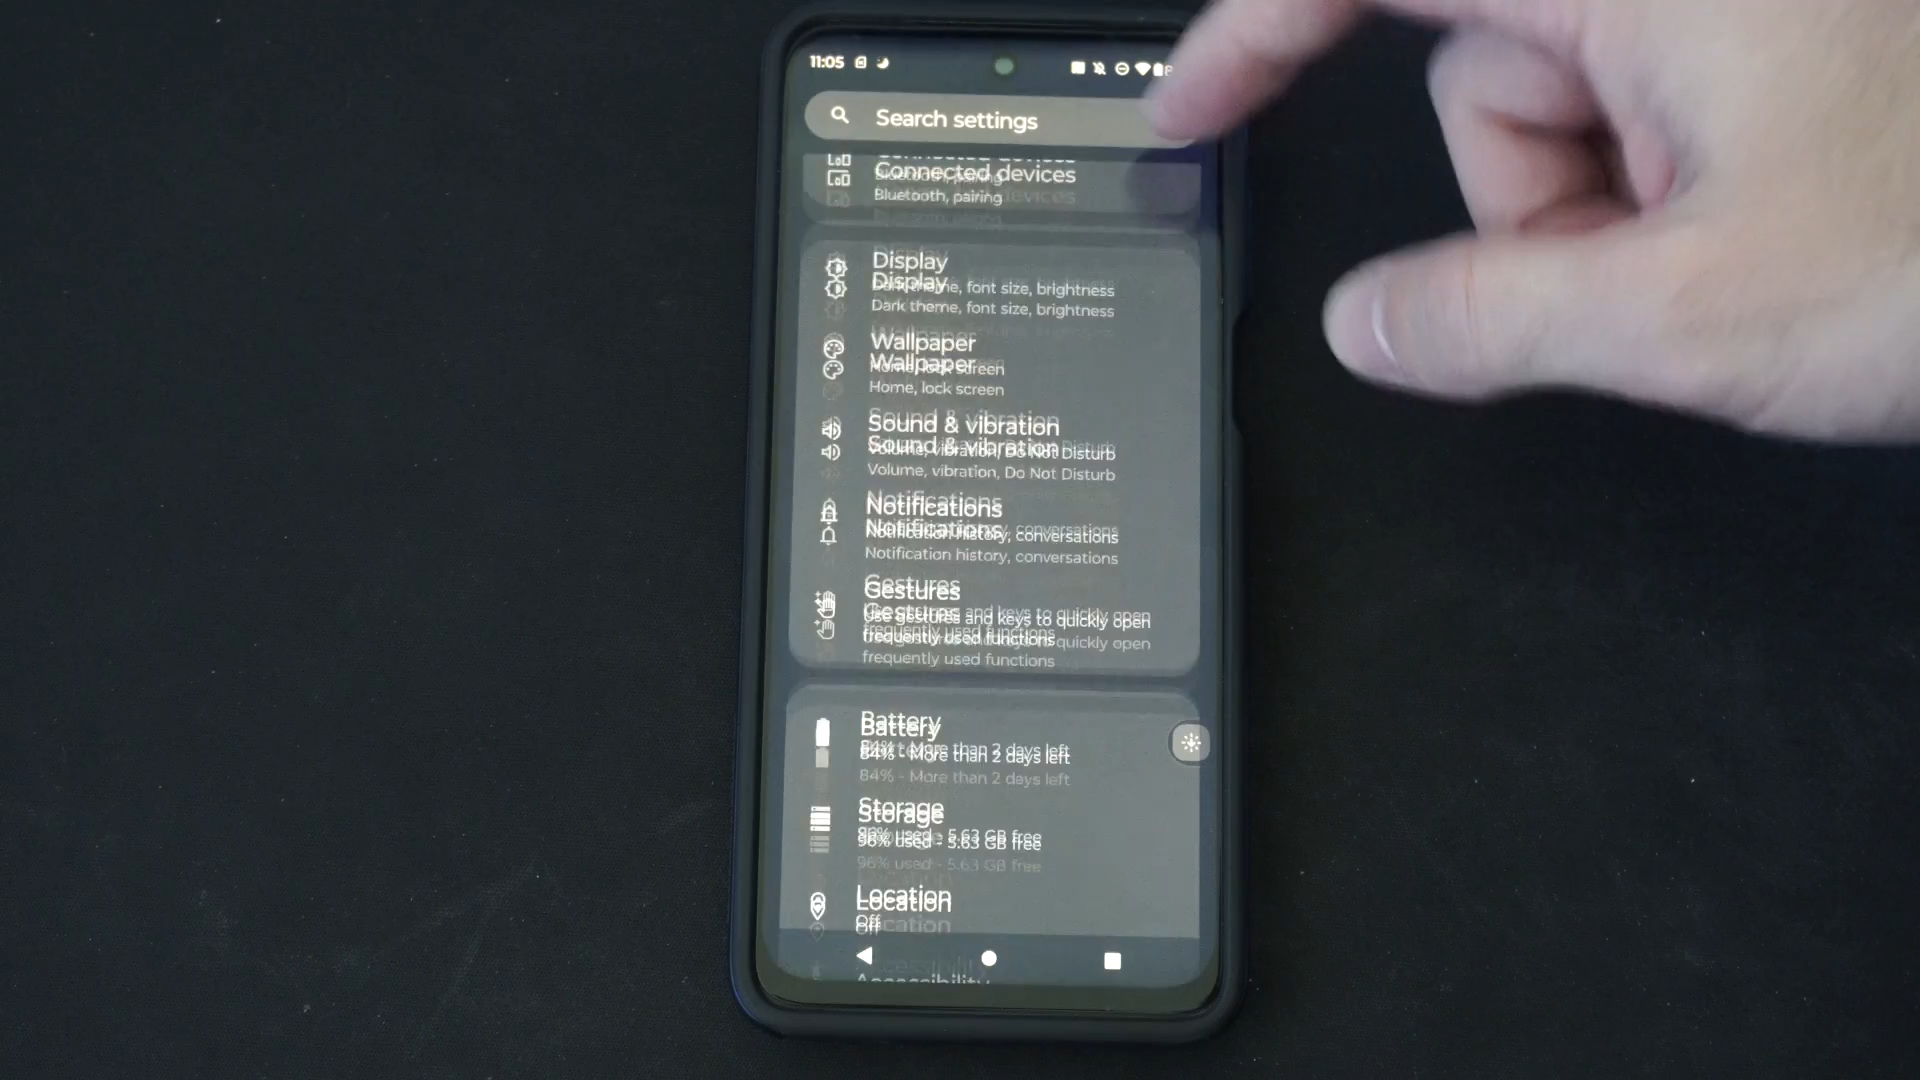 11:05
Search settings
Connected devices
Bluetooth, pairing
Display
Dark theme, font size, brightness
Wallpaper
Home, lock screen
Sound & vibration
Volume, vibration, Do Not Disturb
Notifications
Notification history, conversations
Gestures
Use gestures and keys to quickly open
frequently used functions
Battery
84% - More than 2 days left
Storage
96% used - 5.63 GB free
Location
Off
Accessibility